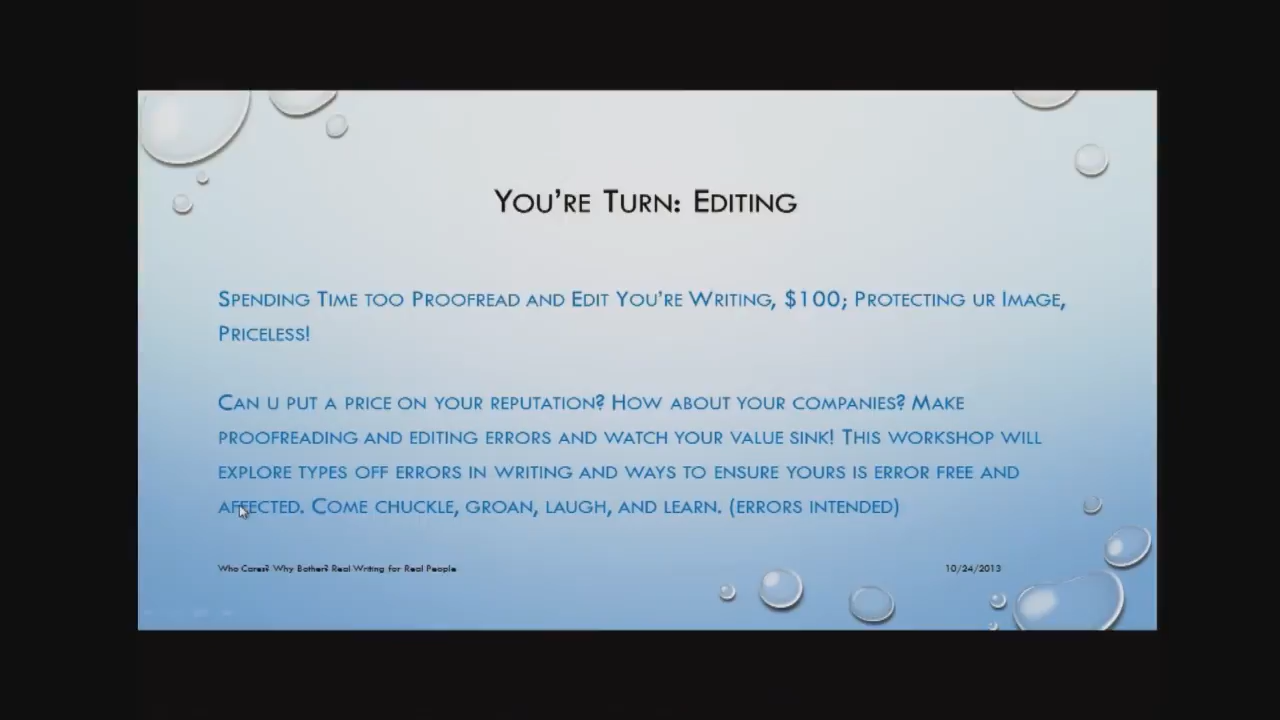 You're Turn: Editing
Spending Time too Proofread and Edit You're Writing, $100; Protecting ur Image,
Priceless!
Can u put a price on your reputation? How about your companies? Make
proofreading and editing errors and watch your value sink! This workshop will
explore types off errors in writing and ways to ensure yours is error free and
affected. Come chuckle, groan, laugh, and learn. (errors intended)
Who Cares? Why Bother? Real Writing for Real People
10/24/2013